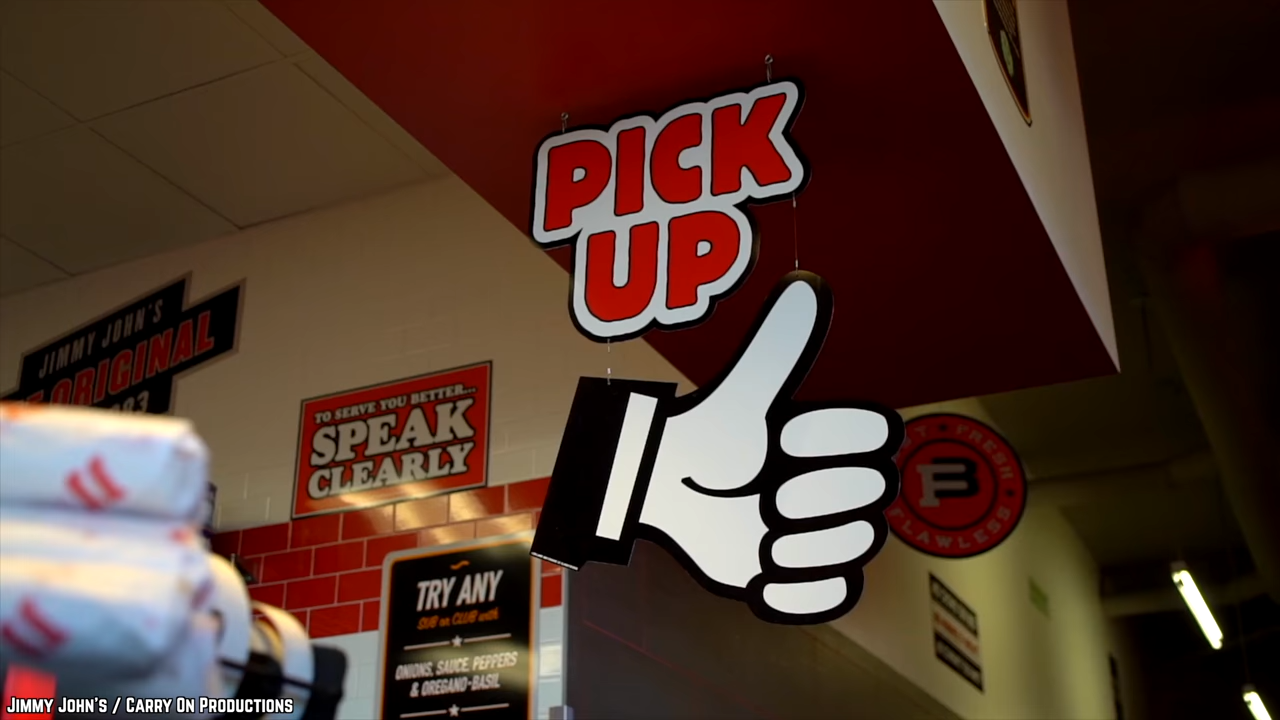 PICK
UP
JIMMY JOHN'S
ORIGINAL
TO SERVE YOU BETTER...
SPEAK
CLEARLY
FRESH
B
FLAWLESS
TRY ANY
SUB OR CLUB with
ONIONS, SAUCE, PEPPERS
& OREGANO-BASIL
JIMMY JOHN'S / CARRY ON PRODUCTIONS